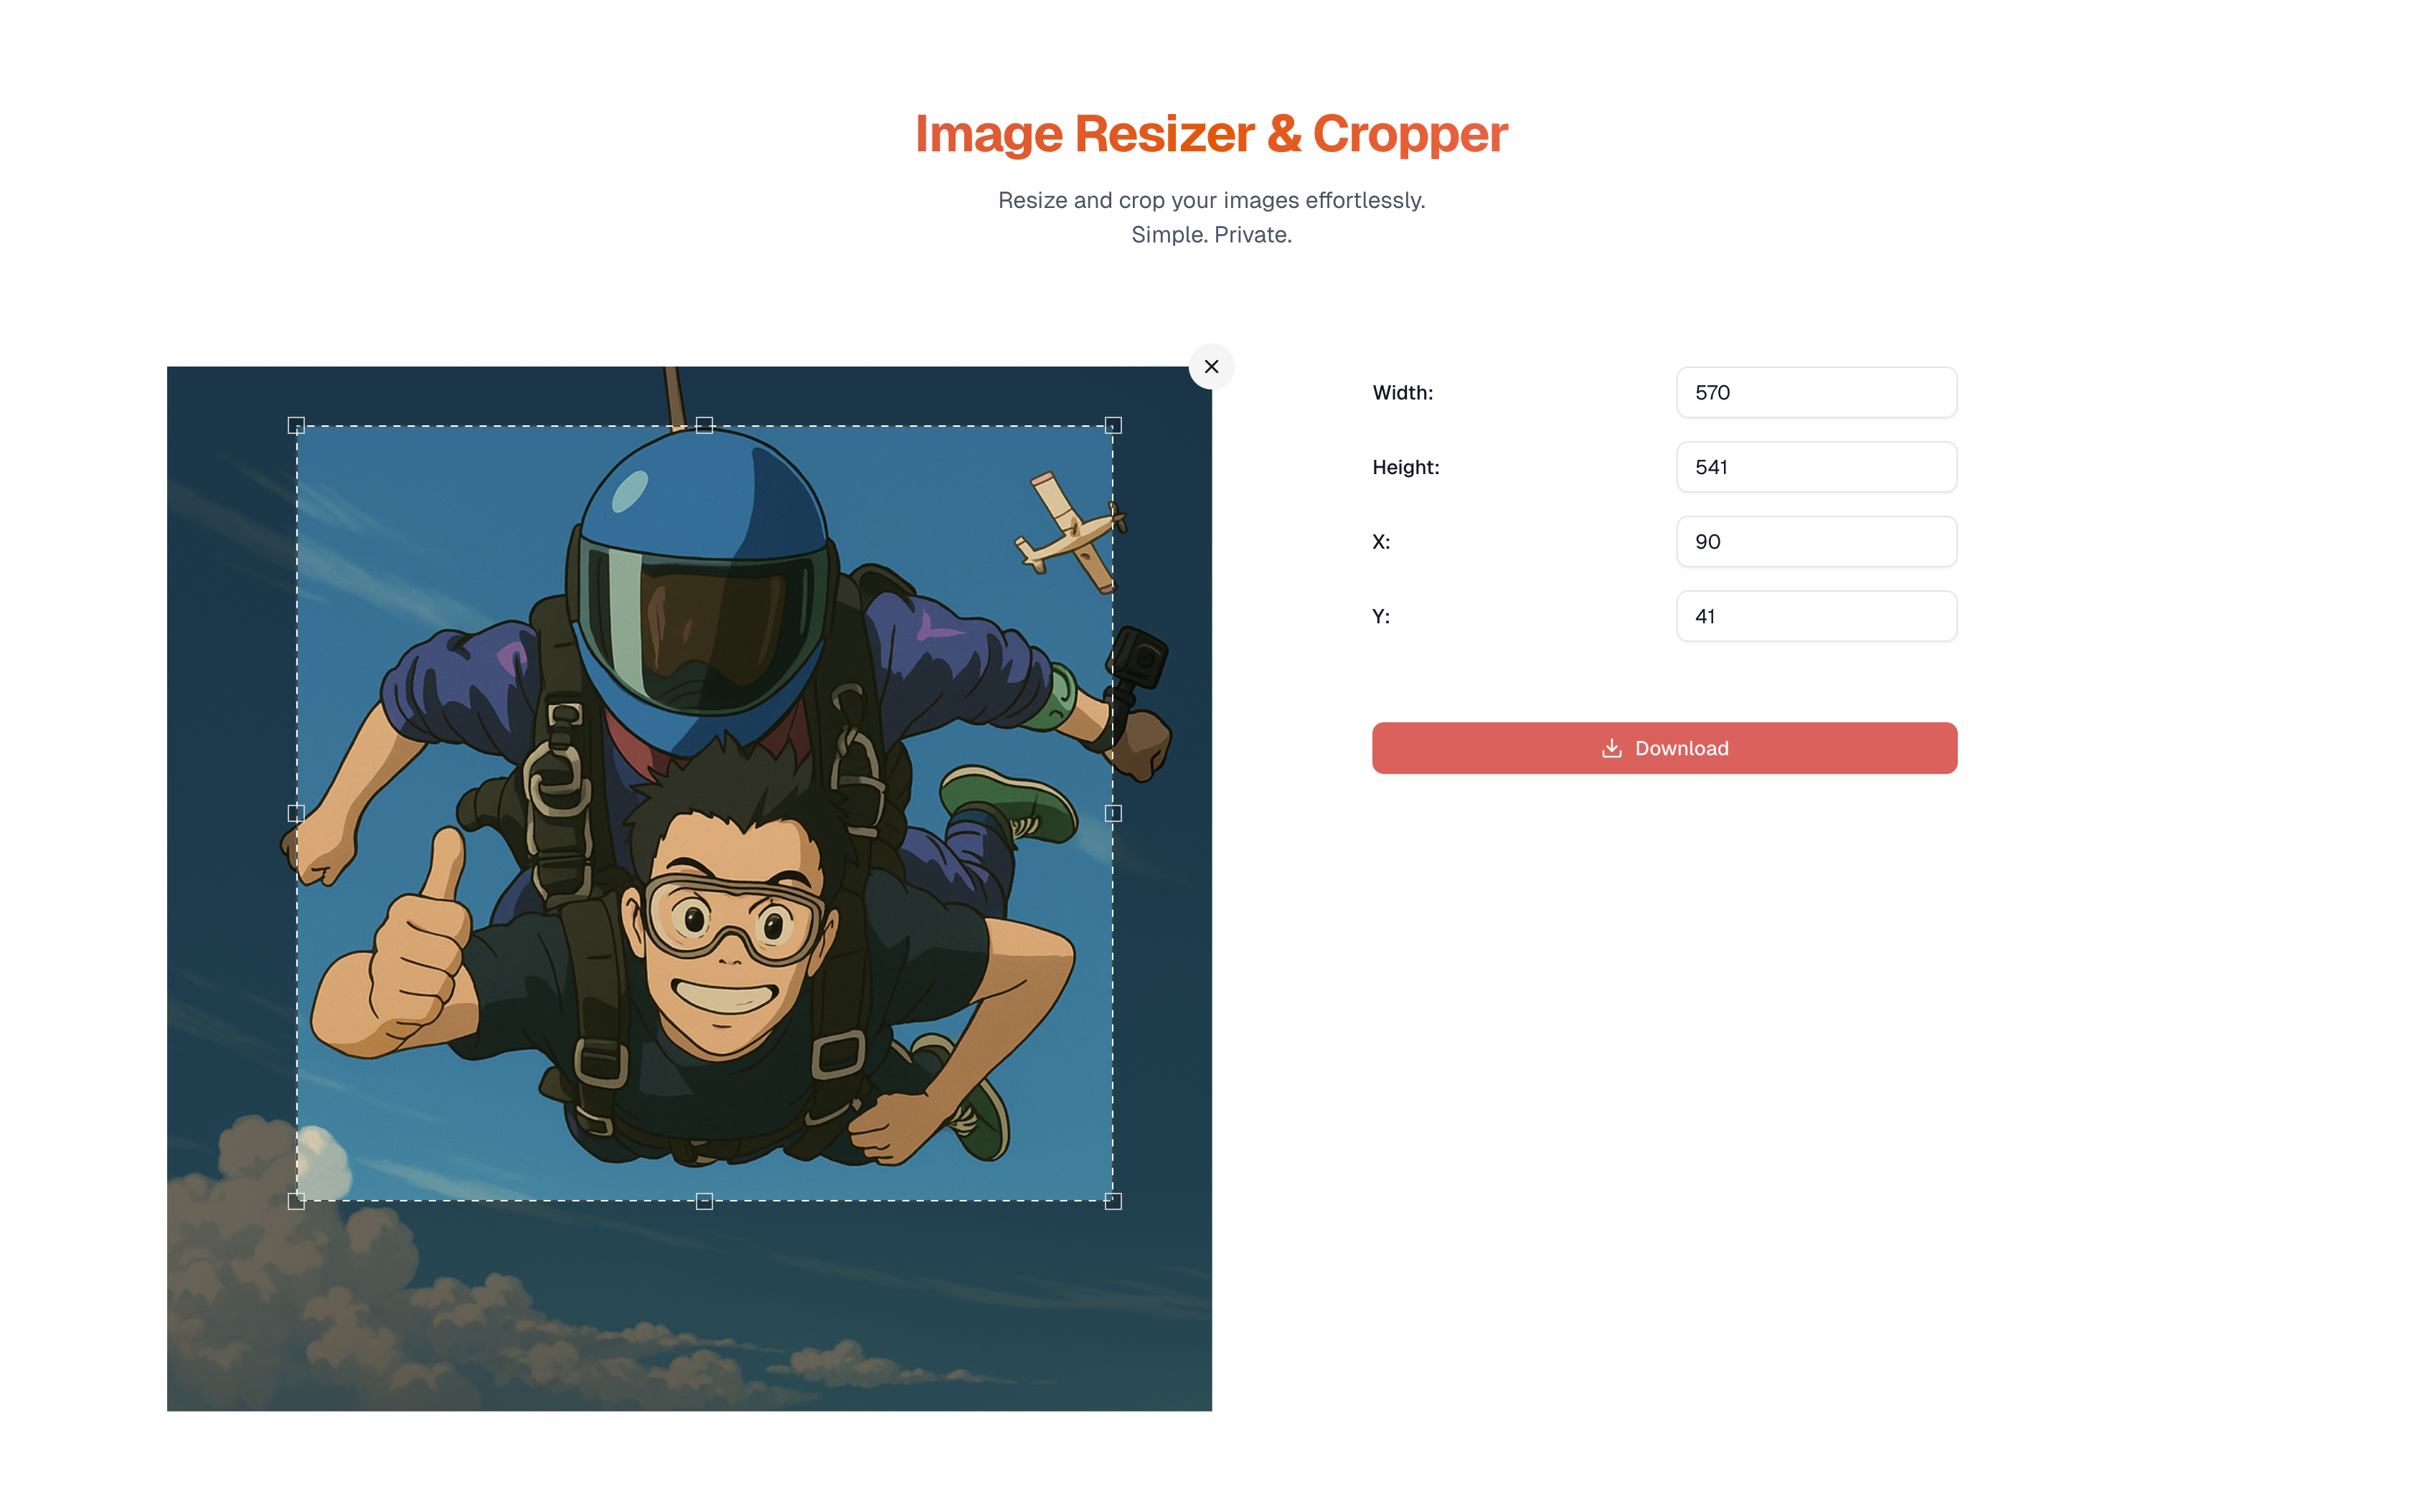 Image Resizer & Cropper
Resize and crop your images effortlessly.
Simple. Private.
Width:
570
Height:
541
X:
90
Y:
41
Download